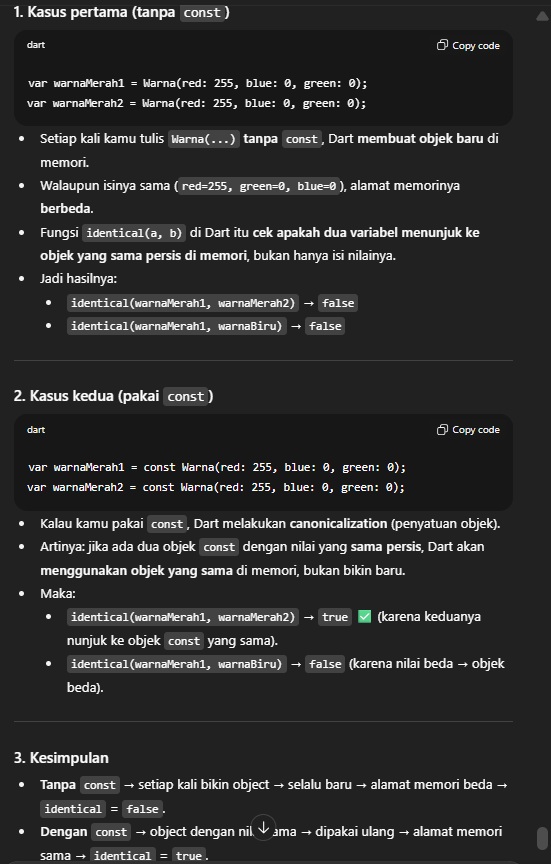 1. Kasus pertama (tanpa const)
dart Copy code
var warnaMerah1 = Warna(red: 255, blue: 0, green: 0);
var warnaMerah2 = Warna(red: 255, blue: 0, green: 0);
• Setiap kali kamu tulis Warna(...) tanpa const, Dart membuat objek baru di
memori.
• Walaupun isinya sama (red=255, green=0, blue=0), alamat memorinya
berbeda.
• Fungsi identical(a, b) di Dart itu cek apakah dua variabel menunjuk ke
objek yang sama persis di memori, bukan hanya isi nilainya.
• Jadi hasilnya:
• identical(warnaMerah1, warnaMerah2) → false
• identical(warnaMerah1, warnaBiru) → false
2. Kasus kedua (pakai const)
dart Copy code
var warnaMerah1 = const Warna(red: 255, blue: 0, green: 0);
var warnaMerah2 = const Warna(red: 255, blue: 0, green: 0);
• Kalau kamu pakai const, Dart melakukan canonicalization (penyatuan objek).
• Artinya: jika ada dua objek const dengan nilai yang sama persis, Dart akan
menggunakan objek yang sama di memori, bukan bikin baru.
• Maka:
• identical(warnaMerah1, warnaMerah2) → true ✅ (karena keduanya
nunjuk ke objek const yang sama).
• identical(warnaMerah1, warnaBiru) → false (karena nilai beda → objek
beda).
3. Kesimpulan
• Tanpa const → setiap kali bikin object → selalu baru → alamat memori beda →
identical = false.
• Dengan const → object dengan → dipakai ulang → alamat memori
sama → identical = true.